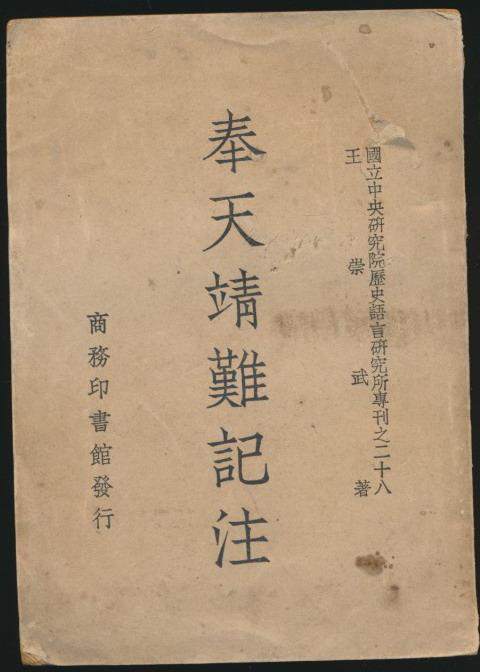 國立中央研究院歷史語言研究所專刊之二十八
王崇武著
奉天靖難記注
商務印書館發行